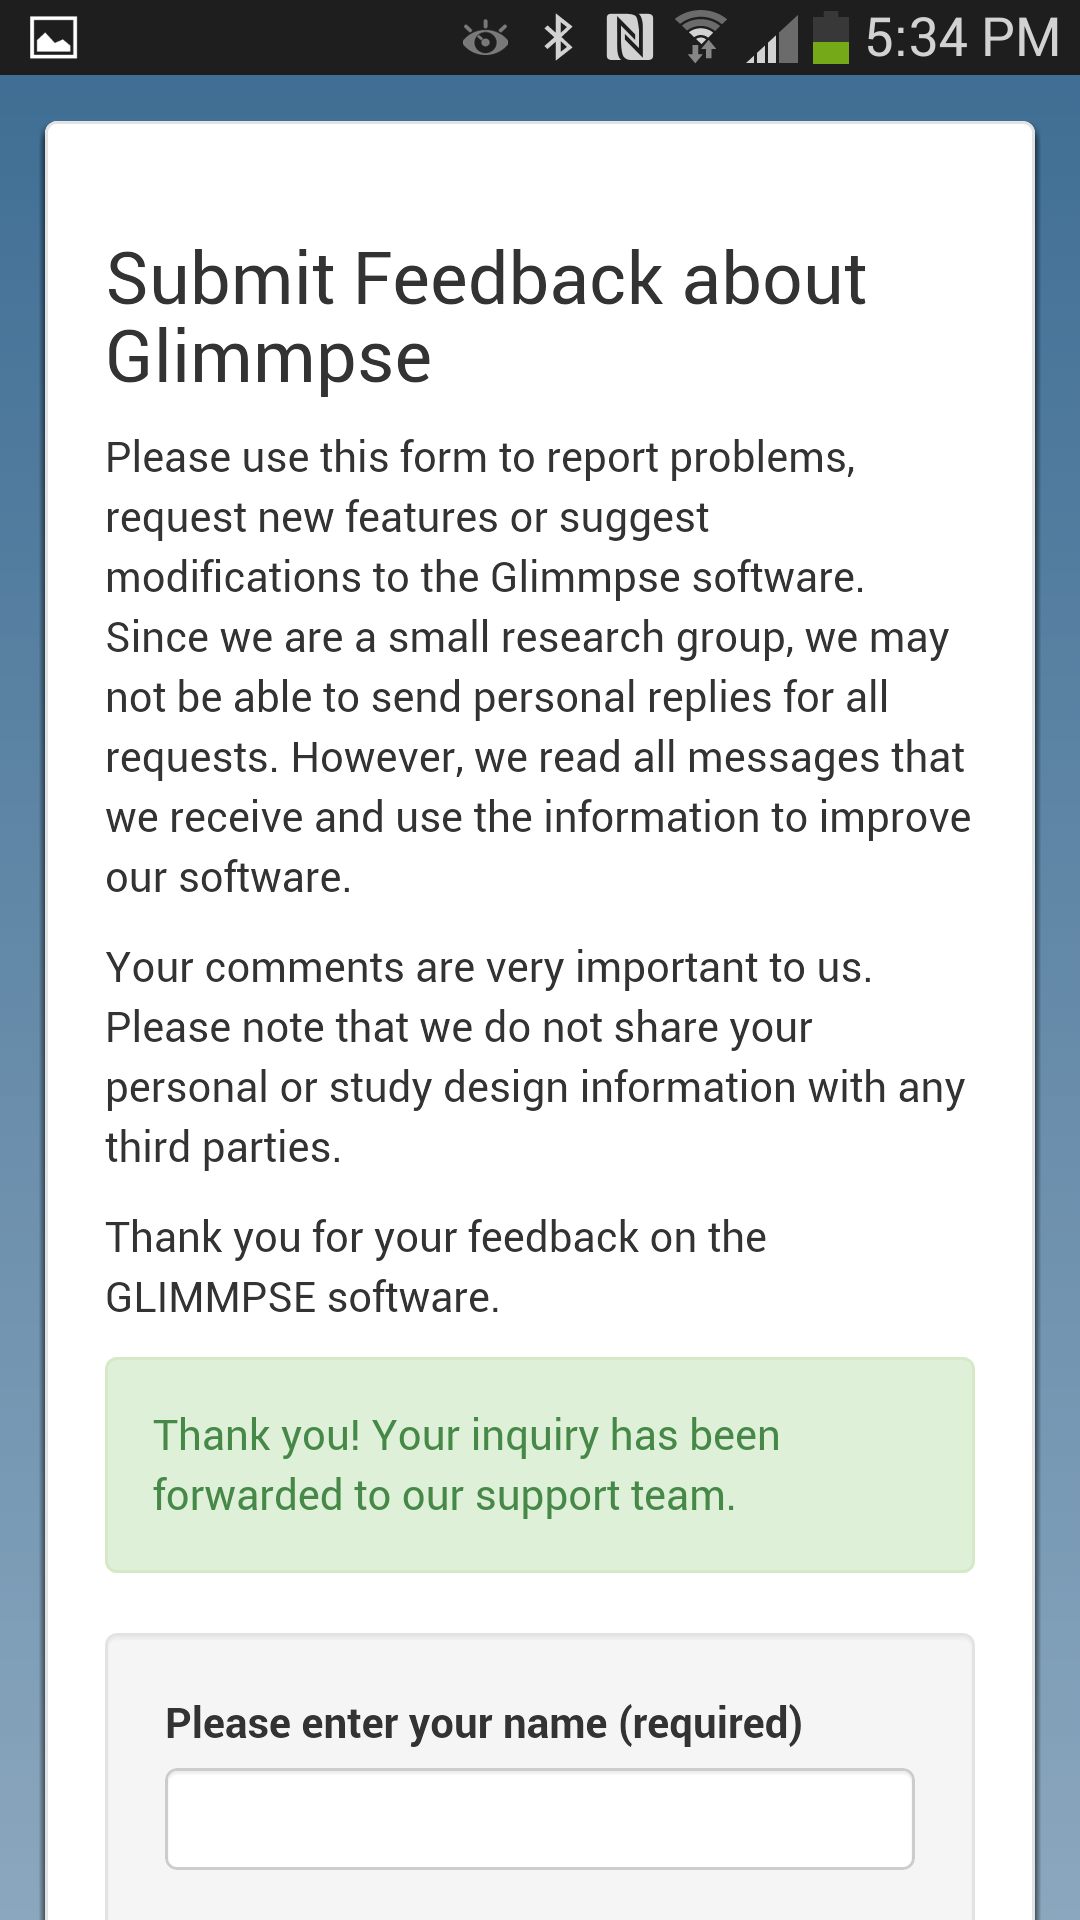 5:34 PM
Submit Feedback about
Glimmpse
Please use this form to report problems,
request new features or suggest
modifications to the Glimmpse software.
Since we are a small research group, we may
not be able to send personal replies for all
requests. However, we read all messages that
we receive and use the information to improve
our software.
Your comments are very important to us.
Please note that we do not share your
personal or study design information with any
third parties.
Thank you for your feedback on the
GLIMMPSE software.
Thank you! Your inquiry has been
forwarded to our support team.
Please enter your name (required)